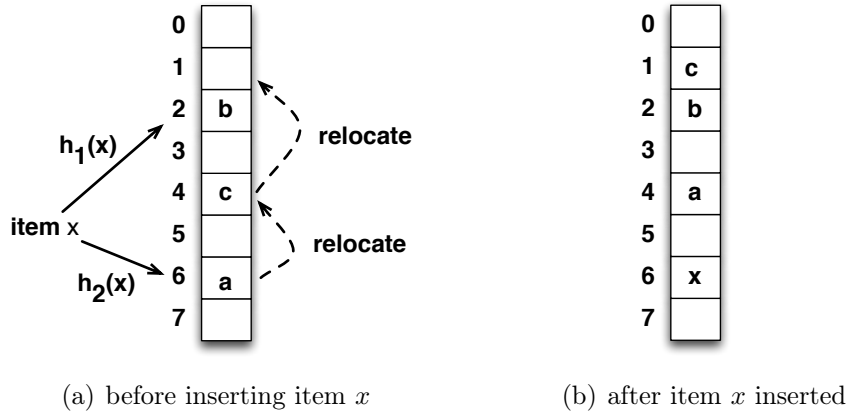 0
1
2 b
3
4 c
5
6 a
7
h1(x)
item x
h2(x)
relocate
relocate
0
1 c
2 b
3
4 a
5
6 x
7
(a) before inserting item x
(b) after item x inserted